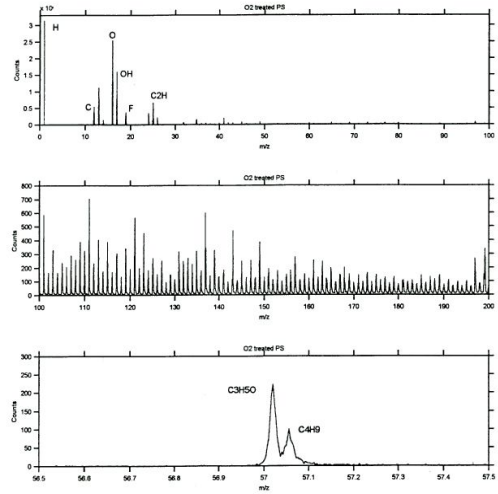 O2 treated PS
x 10
H
O
OH
C
F
C2H
Counts
3
2.5
2
1.5
1
0.5
0
0 10 20 30 40 50 60 70 80 90 100
m/z
O2 treated PS
Counts
800
700
600
500
400
300
200
100
0
100 110 120 130 140 150 160 170 180 190 200
m/z
O2 treated PS
C3H5O
C4H9
Counts
300
250
200
150
100
50
0
56.5 56.6 56.7 56.8 56.9 57 57.1 57.2 57.3 57.4 57.5
m/z